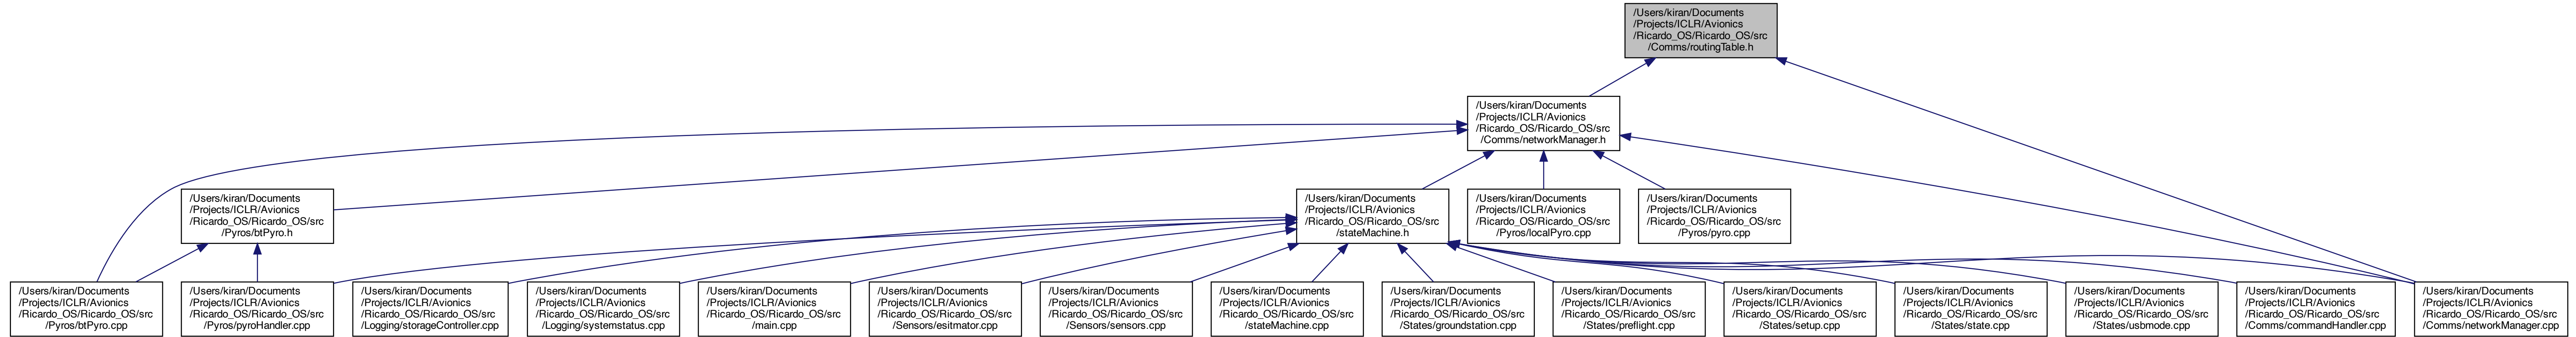 /Users/kiran/Documents
/Projects/ICLR/Avionics
/Ricardo_OS/Ricardo_OS/src
/Comms/routingTable.h
/Users/kiran/Documents
/Projects/ICLR/Avionics
/Ricardo_OS/Ricardo_OS/src
/Comms/networkManager.h
/Users/kiran/Documents
/Projects/ICLR/Avionics
/Ricardo_OS/Ricardo_OS/src
/Pyros/btPyro.h
/Users/kiran/Documents
/Projects/ICLR/Avionics
/Ricardo_OS/Ricardo_OS/src
/stateMachine.h
/Users/kiran/Documents
/Projects/ICLR/Avionics
/Ricardo_OS/Ricardo_OS/src
/Pyros/localPyro.cpp
/Users/kiran/Documents
/Projects/ICLR/Avionics
/Ricardo_OS/Ricardo_OS/src
/Pyros/pyro.cpp
/Users/kiran/Documents
/Projects/ICLR/Avionics
/Ricardo_OS/Ricardo_OS/src
/Pyros/btPyro.cpp
/Users/kiran/Documents
/Projects/ICLR/Avionics
/Ricardo_OS/Ricardo_OS/src
/Pyros/pyroHandler.cpp
/Users/kiran/Documents
/Projects/ICLR/Avionics
/Ricardo_OS/Ricardo_OS/src
/Logging/storageController.cpp
/Users/kiran/Documents
/Projects/ICLR/Avionics
/Ricardo_OS/Ricardo_OS/src
/Logging/systemstatus.cpp
/Users/kiran/Documents
/Projects/ICLR/Avionics
/Ricardo_OS/Ricardo_OS/src
/main.cpp
/Users/kiran/Documents
/Projects/ICLR/Avionics
/Ricardo_OS/Ricardo_OS/src
/Sensors/esitmator.cpp
/Users/kiran/Documents
/Projects/ICLR/Avionics
/Ricardo_OS/Ricardo_OS/src
/Sensors/sensors.cpp
/Users/kiran/Documents
/Projects/ICLR/Avionics
/Ricardo_OS/Ricardo_OS/src
/stateMachine.cpp
/Users/kiran/Documents
/Projects/ICLR/Avionics
/Ricardo_OS/Ricardo_OS/src
/States/groundstation.cpp
/Users/kiran/Documents
/Projects/ICLR/Avionics
/Ricardo_OS/Ricardo_OS/src
/States/preflight.cpp
/Users/kiran/Documents
/Projects/ICLR/Avionics
/Ricardo_OS/Ricardo_OS/src
/States/setup.cpp
/Users/kiran/Documents
/Projects/ICLR/Avionics
/Ricardo_OS/Ricardo_OS/src
/States/state.cpp
/Users/kiran/Documents
/Projects/ICLR/Avionics
/Ricardo_OS/Ricardo_OS/src
/States/usbmode.cpp
/Users/kiran/Documents
/Projects/ICLR/Avionics
/Ricardo_OS/Ricardo_OS/src
/Comms/commandHandler.cpp
/Users/kiran/Documents
/Projects/ICLR/Avionics
/Ricardo_OS/Ricardo_OS/src
/Comms/networkManager.cpp